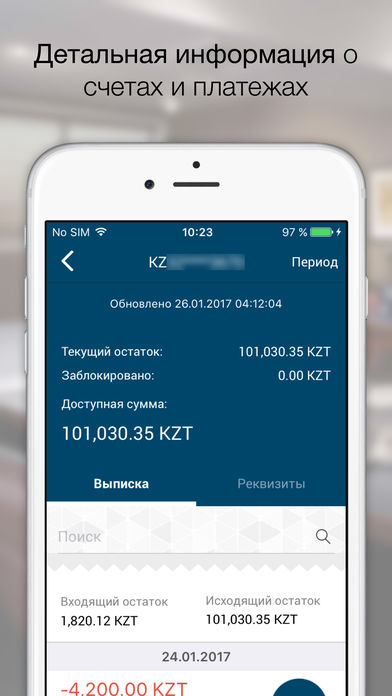 Детальная информация о
счетах и платежах
No SIM 10:23 97 %
KZ Период
Обновлено 26.01.2017 04:12:04
Текущий остаток: 101,030.35 KZT
Заблокировано: 0.00 KZT
Доступная сумма:
101,030.35 KZT
Выписка Реквизиты
Поиск
Входящий остаток Исходящий остаток
1,820.12 KZT 101,030.35 KZT
24.01.2017
-4,200.00 KZT